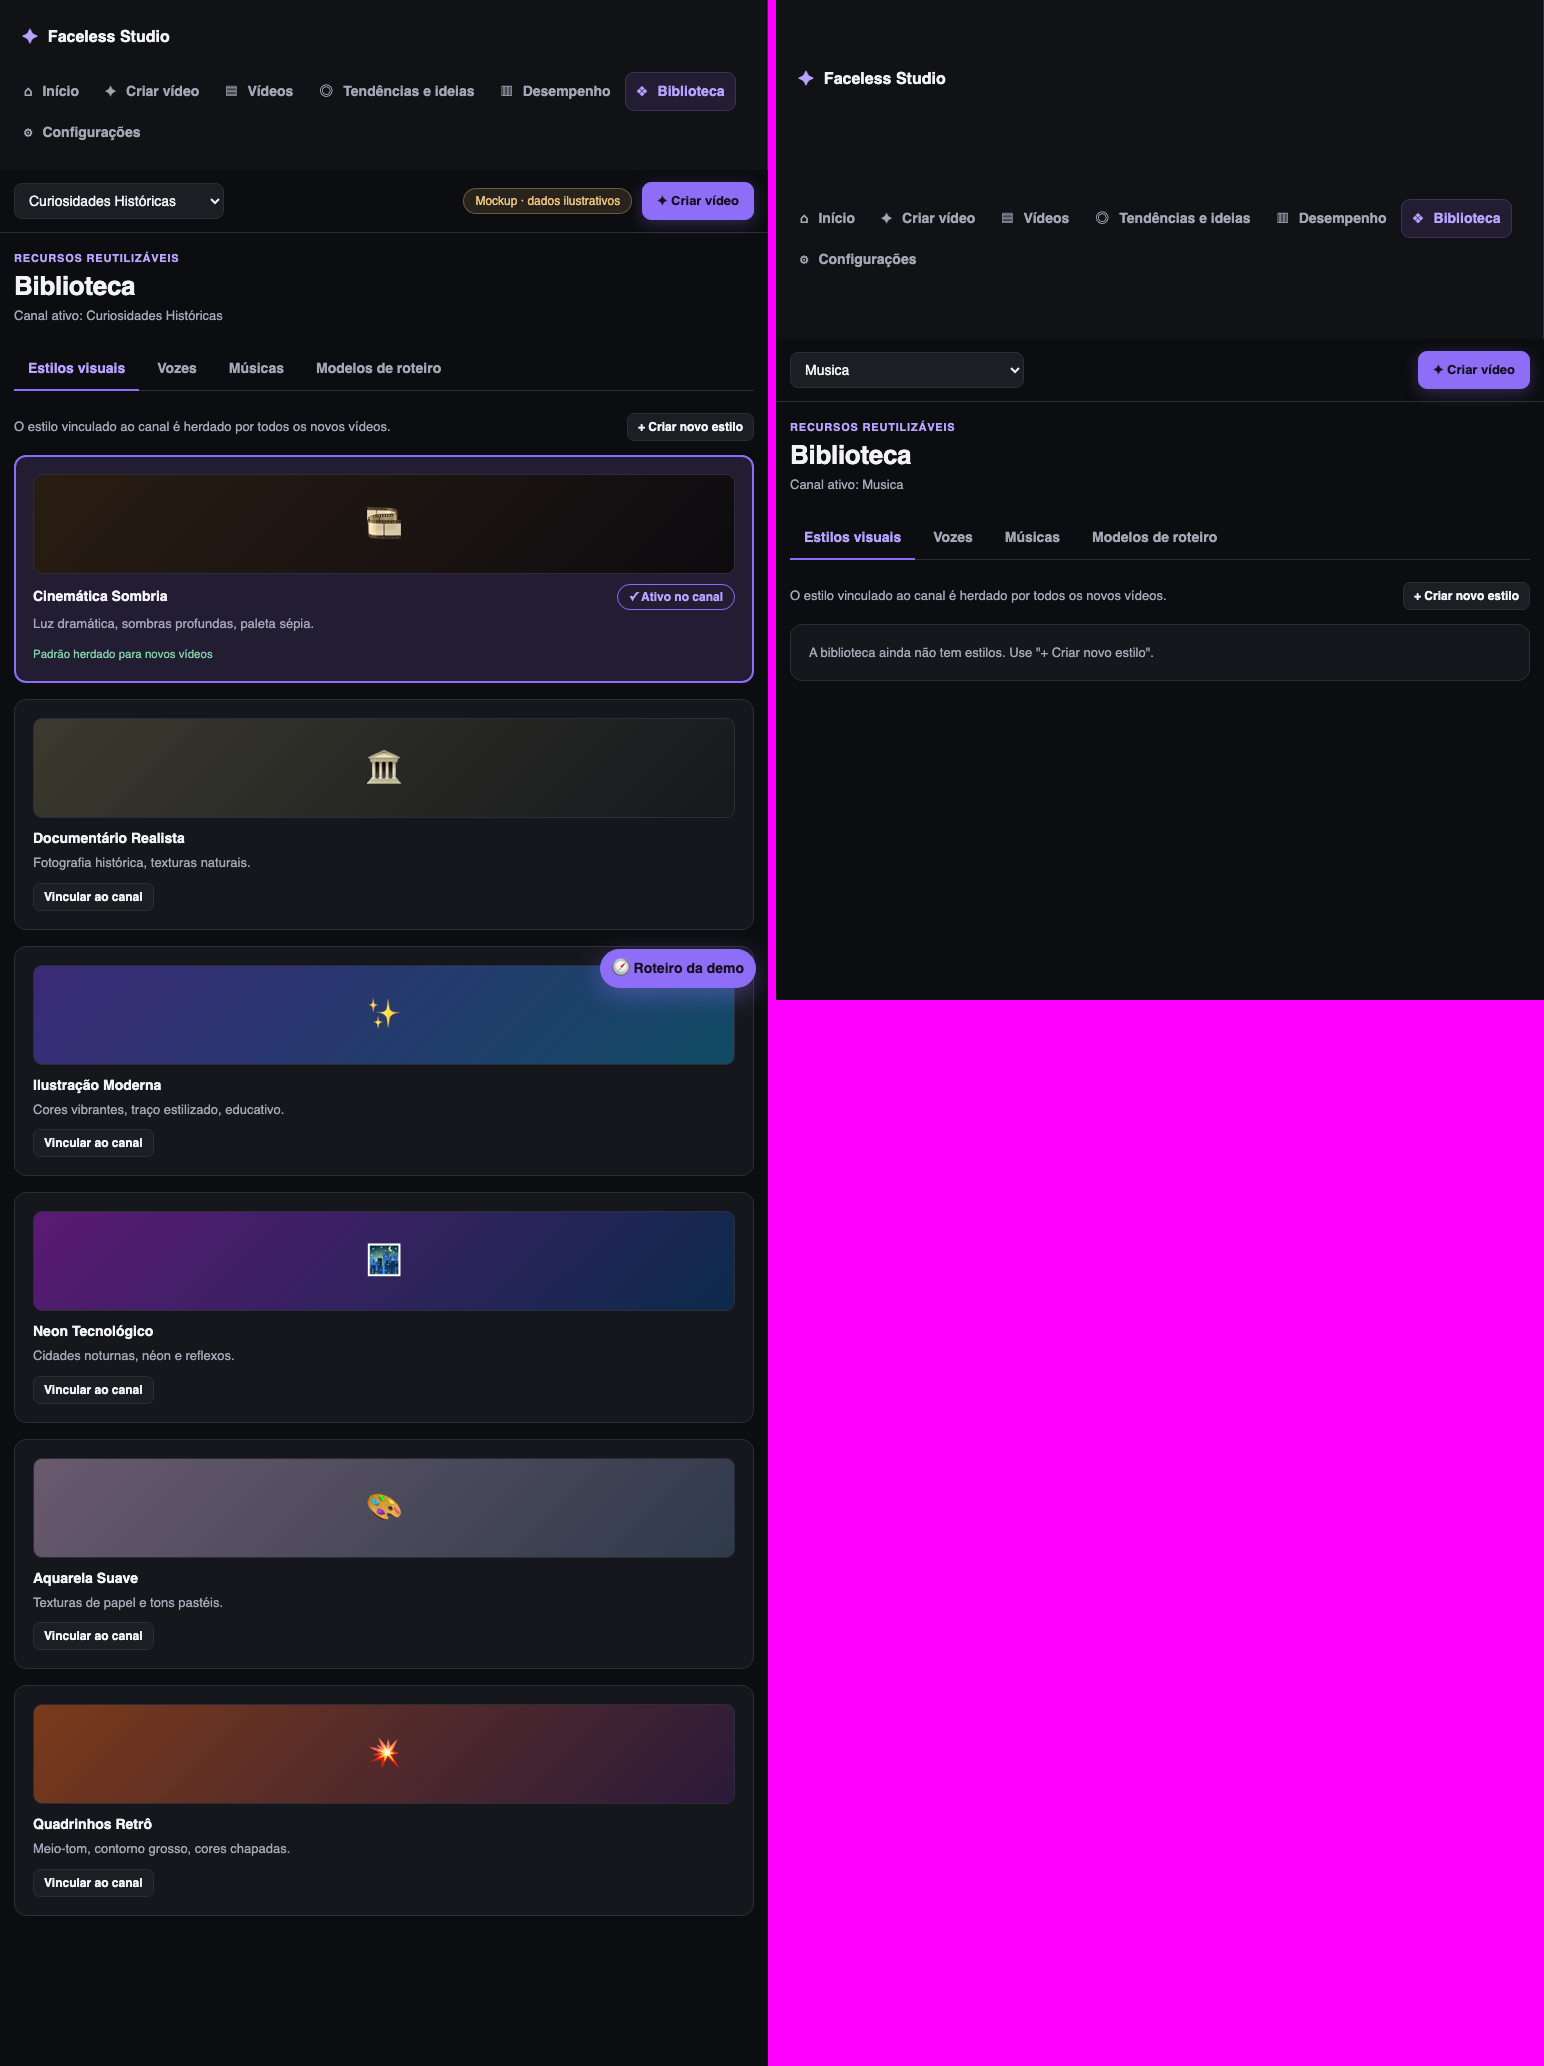 Faceless Studio
Início
Criar vídeo
Vídeos
Tendências e ideias
Desempenho
Biblioteca
Configurações
Curiosidades Históricas
Mockup · dados ilustrativos
✦ Criar vídeo
RECURSOS REUTILIZÁVEIS
Biblioteca
Canal ativo: Curiosidades Históricas
Estilos visuais
Vozes
Músicas
Modelos de roteiro
O estilo vinculado ao canal é herdado por todos os novos vídeos.
+ Criar novo estilo
Cinemática Sombria
✓ Ativo no canal
Luz dramática, sombras profundas, paleta sépia.
Padrão herdado para novos vídeos
Documentário Realista
Fotografia histórica, texturas naturais.
Vincular ao canal
Roteiro da demo
Ilustração Moderna
Cores vibrantes, traço estilizado, educativo.
Vincular ao canal
Neon Tecnológico
Cidades noturnas, néon e reflexos.
Vincular ao canal
Aquarela Suave
Texturas de papel e tons pastéis.
Vincular ao canal
Quadrinhos Retrô
Meio-tom, contorno grosso, cores chapadas.
Vincular ao canal
Faceless Studio
Início
Criar vídeo
Vídeos
Tendências e ideias
Desempenho
Biblioteca
Configurações
Musica
✦ Criar vídeo
RECURSOS REUTILIZÁVEIS
Biblioteca
Canal ativo: Musica
Estilos visuais
Vozes
Músicas
Modelos de roteiro
O estilo vinculado ao canal é herdado por todos os novos vídeos.
+ Criar novo estilo
A biblioteca ainda não tem estilos. Use "+ Criar novo estilo".